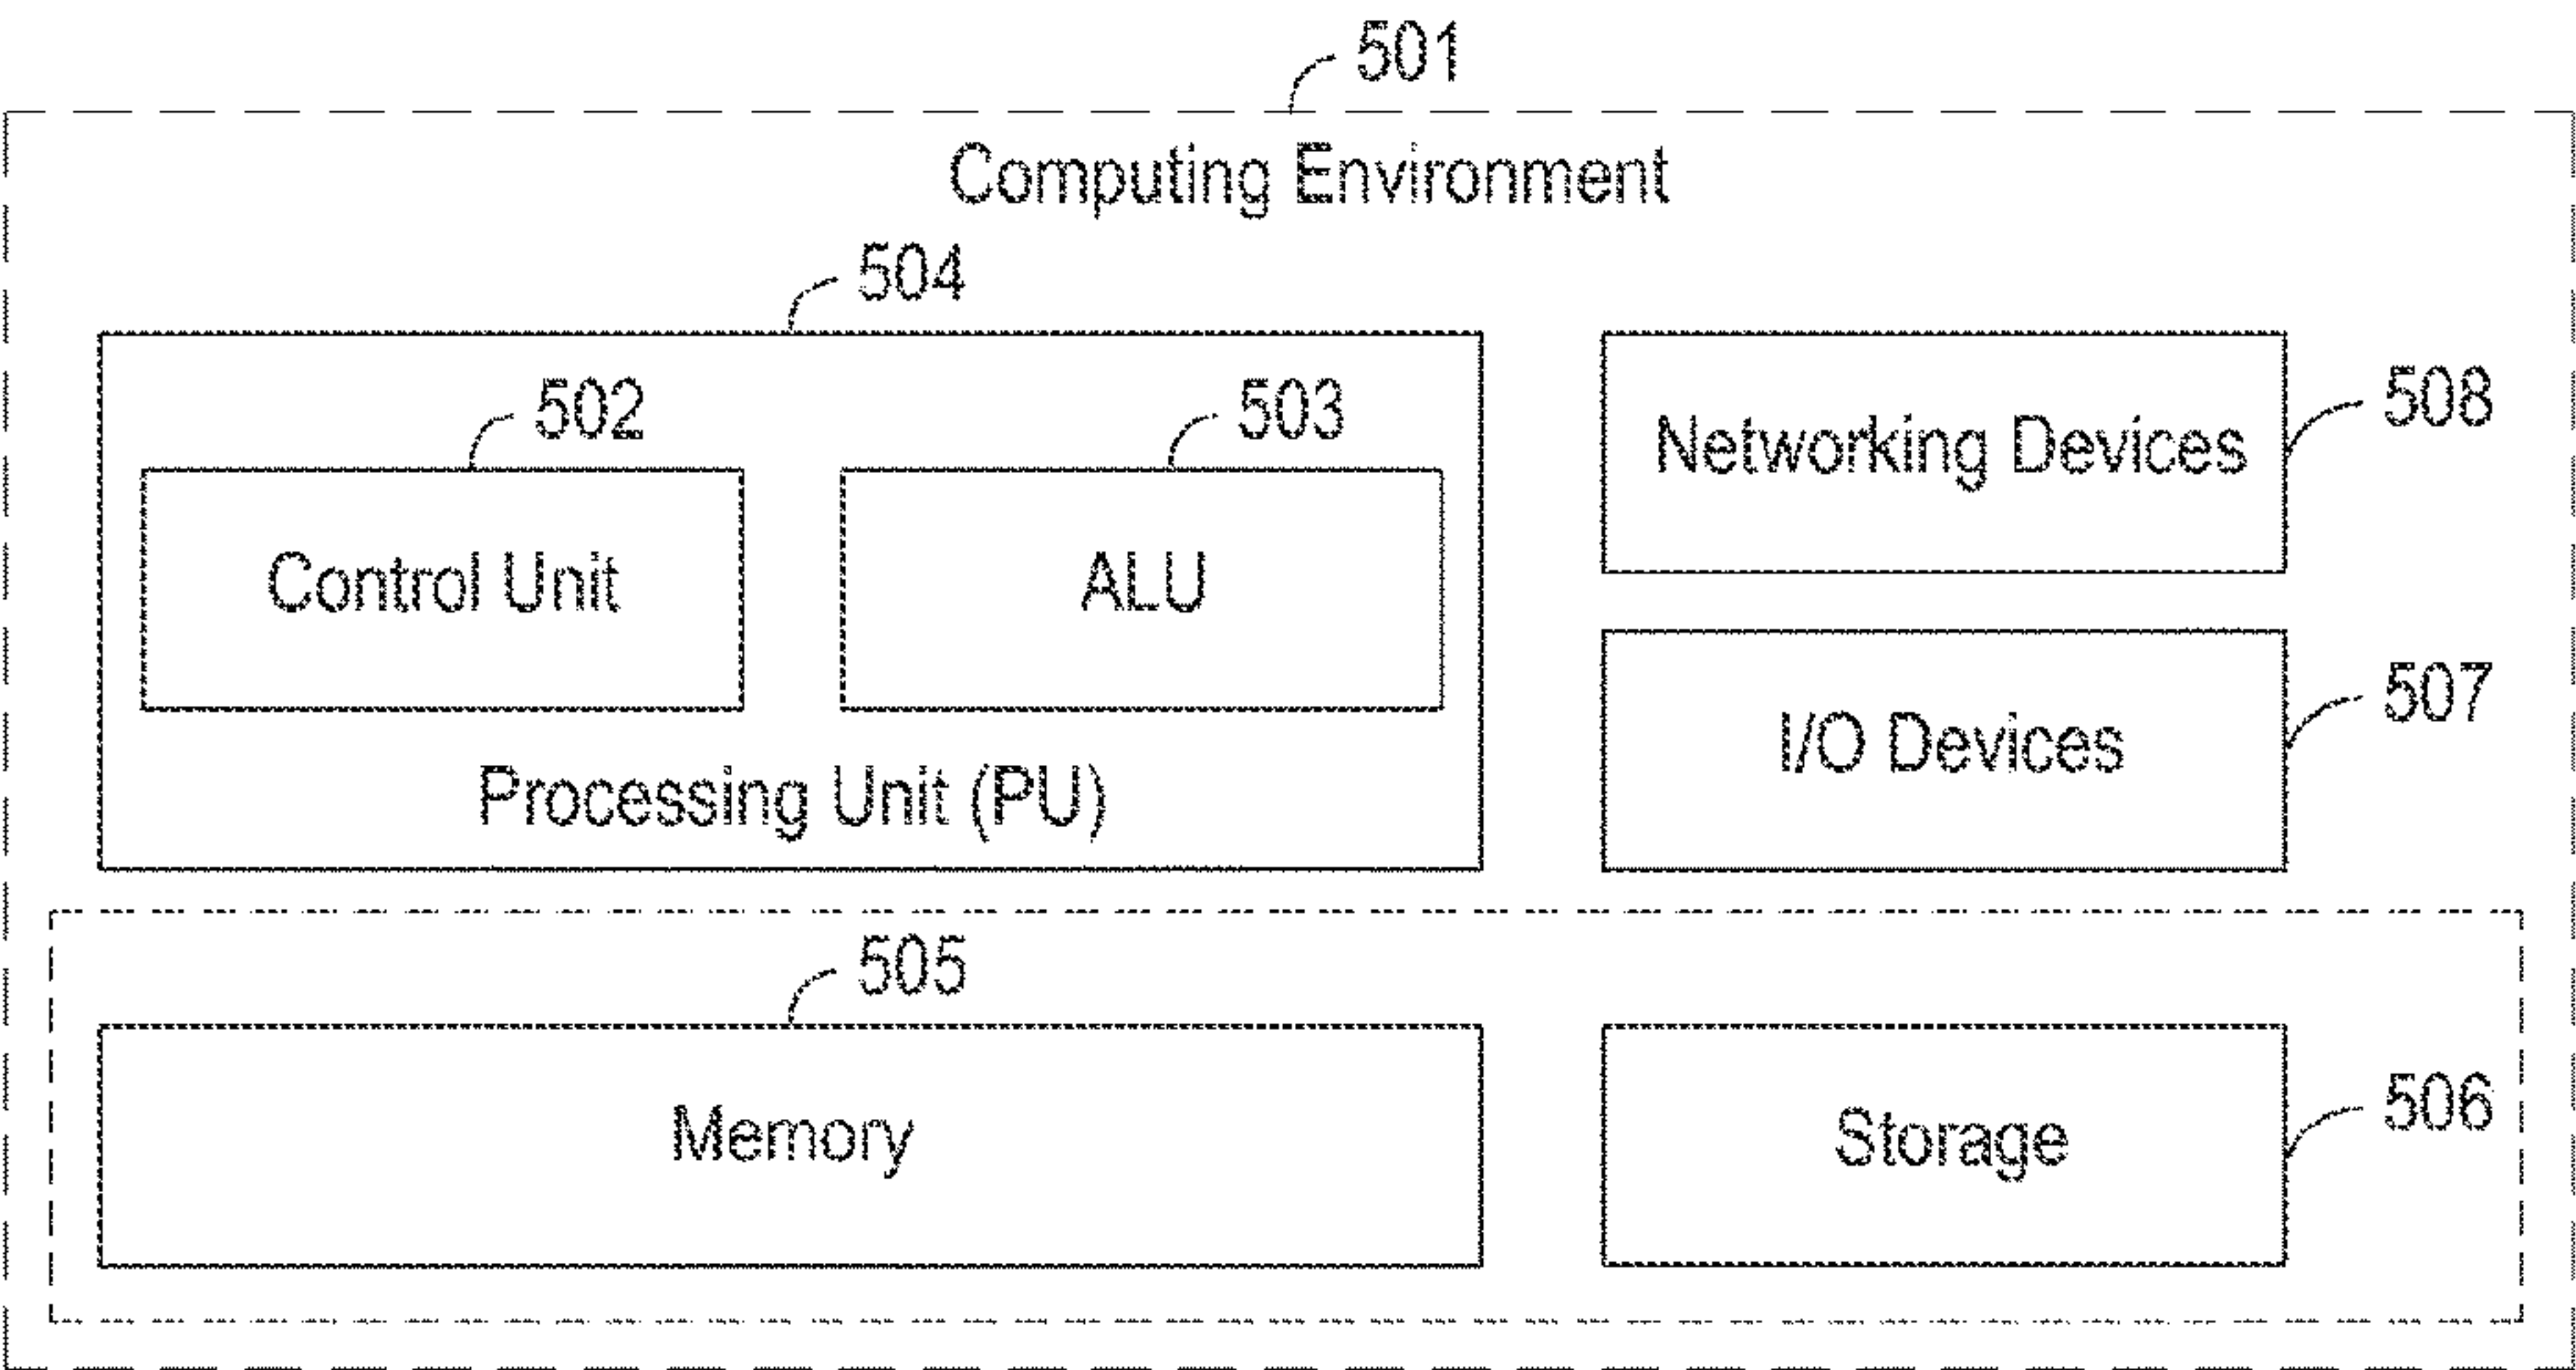 501
Computing Environment
504
502
503
508
Networking Devices
Control Unit
ALU
507
I/O Devices
Processing Unit (PU)
505
506
Memory
Storage